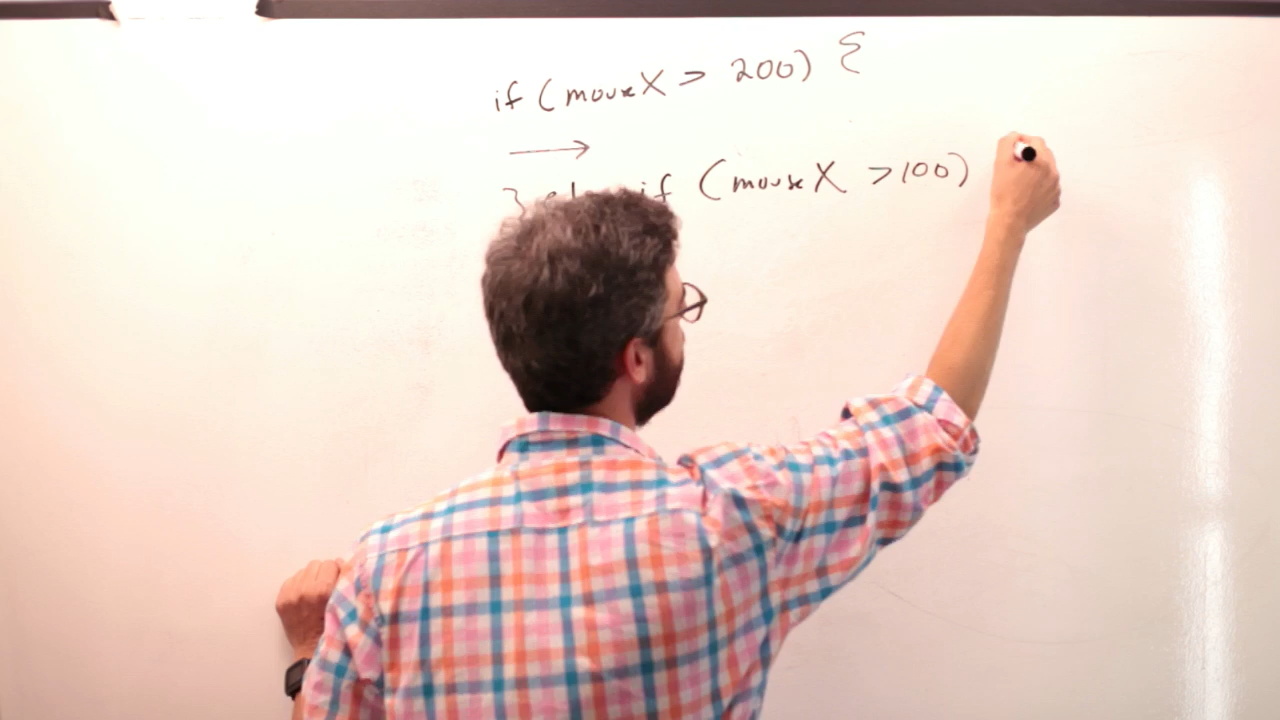 if (mouseX > 200) {
→
} else if (mouseX >100)